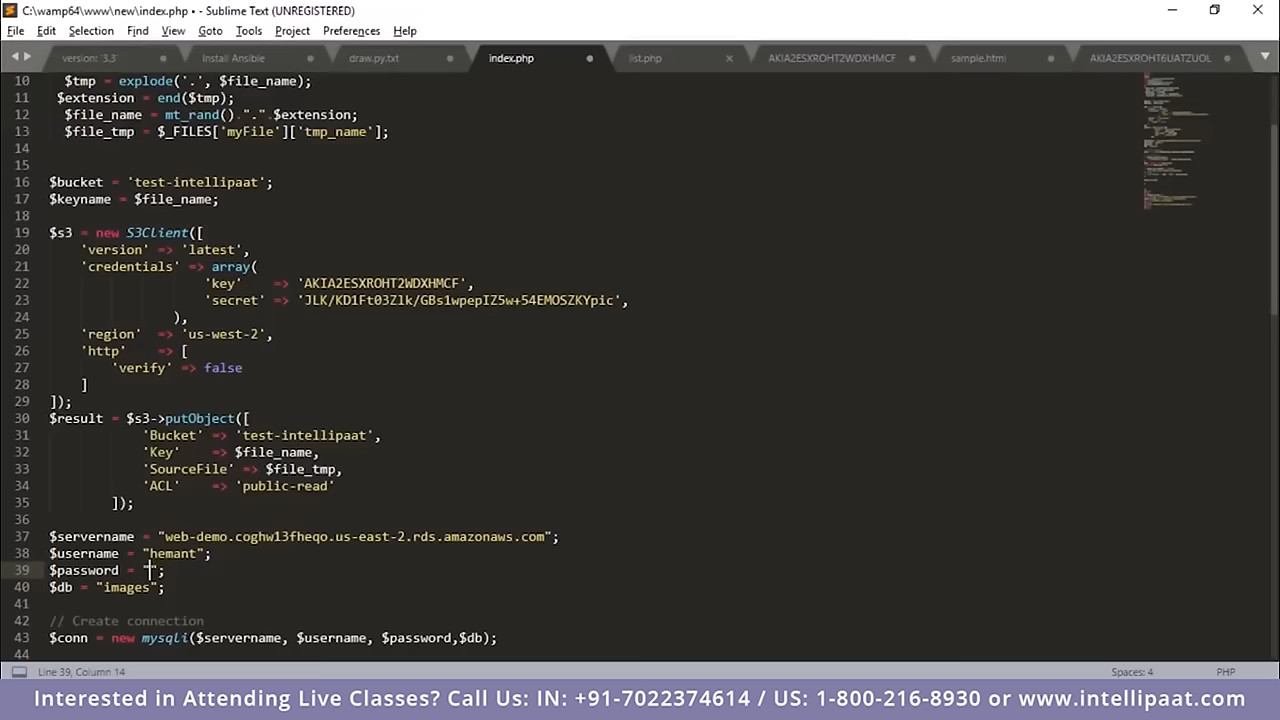 C:\wamp64\www\new\index.php • - Sublime Text (UNREGISTERED)
File Edit Selection Find View Goto Tools Project Preferences Help
version: '3.3' Install Ansible draw.py.txt index.php list.php AKIA2ESXROHT2WDXHMCF sample.html AKIA2ESXROHT6UATZUOL
10 $tmp = explode('.', $file_name);
11 $extension = end($tmp);
12 $file_name = mt_rand().".".$extension;
13 $file_tmp = $_FILES['myFile']['tmp_name'];
14
15
16 $bucket = 'test-intellipaat';
17 $keyname = $file_name;
18
19 $s3 = new S3Client([
20 'version' => 'latest',
21 'credentials' => array(
22 'key' => 'AKIA2ESXROHT2WDXHMCF',
23 'secret' => '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',
24 ),
25 'region' => 'us-west-2',
26 'http' => [
27 'verify' => false
28 ]
29 ]);
30 $result = $s3->putObject([
31 'Bucket' => 'test-intellipaat',
32 'Key' => $file_name,
33 'SourceFile' => $file_tmp,
34 'ACL' => 'public-read'
35 ]);
36
37 $servername = "web-demo.coghw13fheqo.us-east-2.rds.amazonaws.com";
38 $username = "hemant";
39 $password = "";
40 $db = "images";
41
42 // Create connection
43 $conn = new mysqli($servername, $username, $password,$db);
44
Line 39, Column 14 Spaces: 4 PHP
Interested in Attending Live Classes? Call Us: IN: +91-7022374614 / US: 1-800-216-8930 or www.intellipaat.com